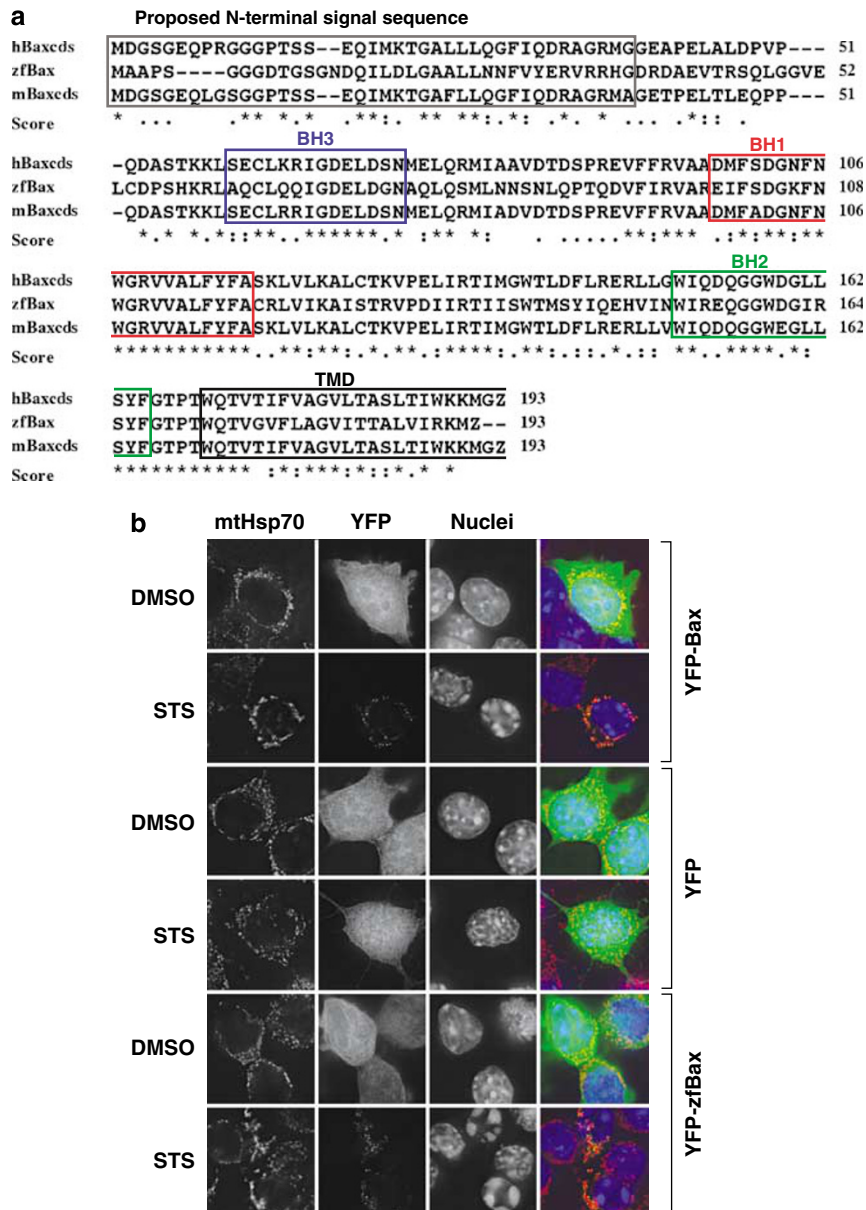 a
Proposed N-terminal signal sequence
hBaxcds MDGSGEQPRGGGPTSS--EQIMKTGALLLQGFIQDRAGRMGGEAPELALDPVP--- 51
zfBax MAAPS----GGGDTGSGNDQILDLGAALLNNFVYERVRRHGDRDAEVTRSQLGGVE 52
mBaxcds MDGSGEQLGSGGPTSS--EQIMKTGAFLLQGFIQDRAGRMAGETPELTLEQPP--- 51
Score
BH3
BH1
hBaxcds -QDASTKKLSECLKRIGDELDSNMELQRMIAAVDTDSPREVFFRVAADMFSDGNFN 106
zfBax LCDPSHKRLAQCLQQIGDELDGNAQLQSMLNNSNLQPTQDVFIRVAREIFSDGKFN 108
mBaxcds -QDASTKKLSECLRRIGDELDSNMELQRMIADVDTDSPREVFFRVAADMFADGNFN 106
Score
BH2
hBaxcds WGRVVALFYFASKLVLKALCTKVPELIRTIMGWTLDFLRERLLGWIQDQGGWDGLL 162
zfBax WGRVVALFYFACRLVIKAISTRVPDIIRTIISWTMSYIQEHVINWIREQGGWDGIR 164
mBaxcds WGRVVALFYFASKLVLKALCTKVPELIRTIMGWTLDFLRERLLVWIQDQGGWEGLL 162
Score
TMD
hBaxcds SYFGTPTWQTVTIFVAGVLTASLTIWKKMGZ 193
zfBax SYFGTPTWQTVGVFLAGVITTALVIRKMZ-- 193
mBaxcds SYFGTPTWQTVTIFVAGVLTASLTIWKKMGZ 193
Score
b
mtHsp70 YFP Nuclei
DMSO
STS
YFP-Bax
DMSO
STS
YFP
DMSO
STS
YFP-zfBax